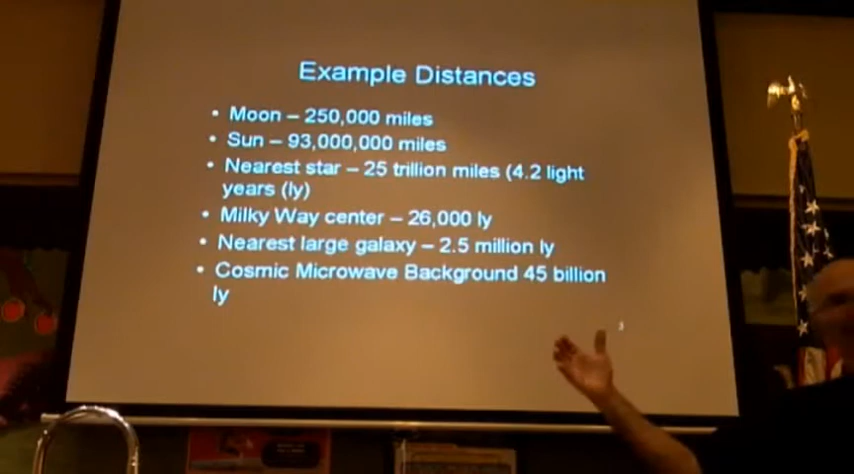 Example Distances
• Moon – 250,000 miles
• Sun – 93,000,000 miles
• Nearest star – 25 trillion miles (4.2 light
years (ly)
• Milky Way center – 26,000 ly
• Nearest large galaxy – 2.5 million ly
• Cosmic Microwave Background 45 billion
ly